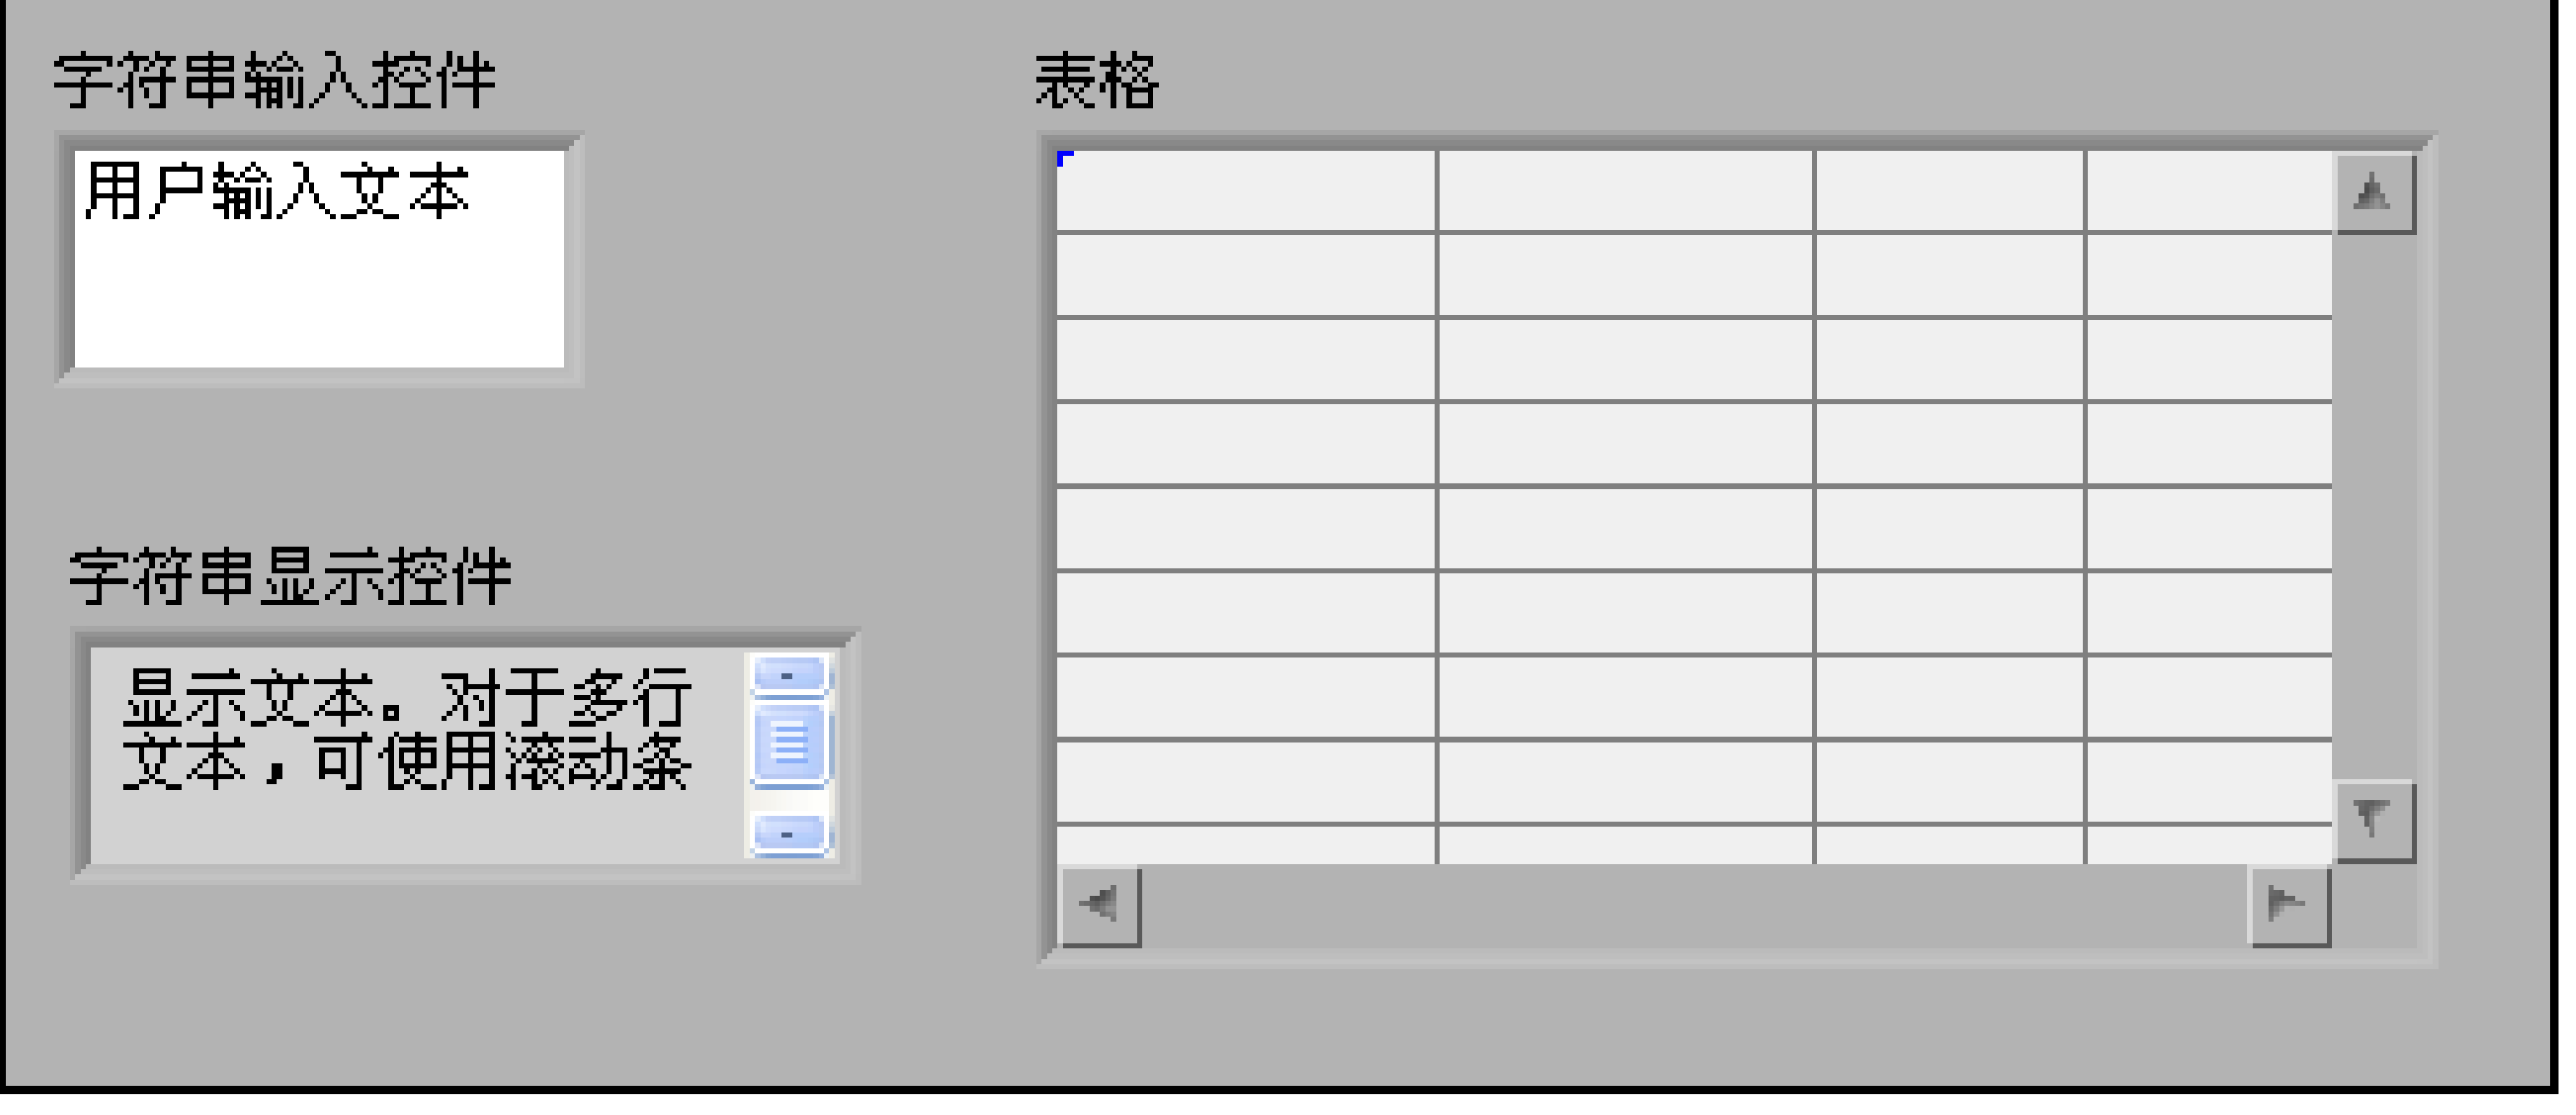 字符串输入控件
用户输入文本
字符串显示控件
显示文本。对于多行
文本，可使用滚动条
表格